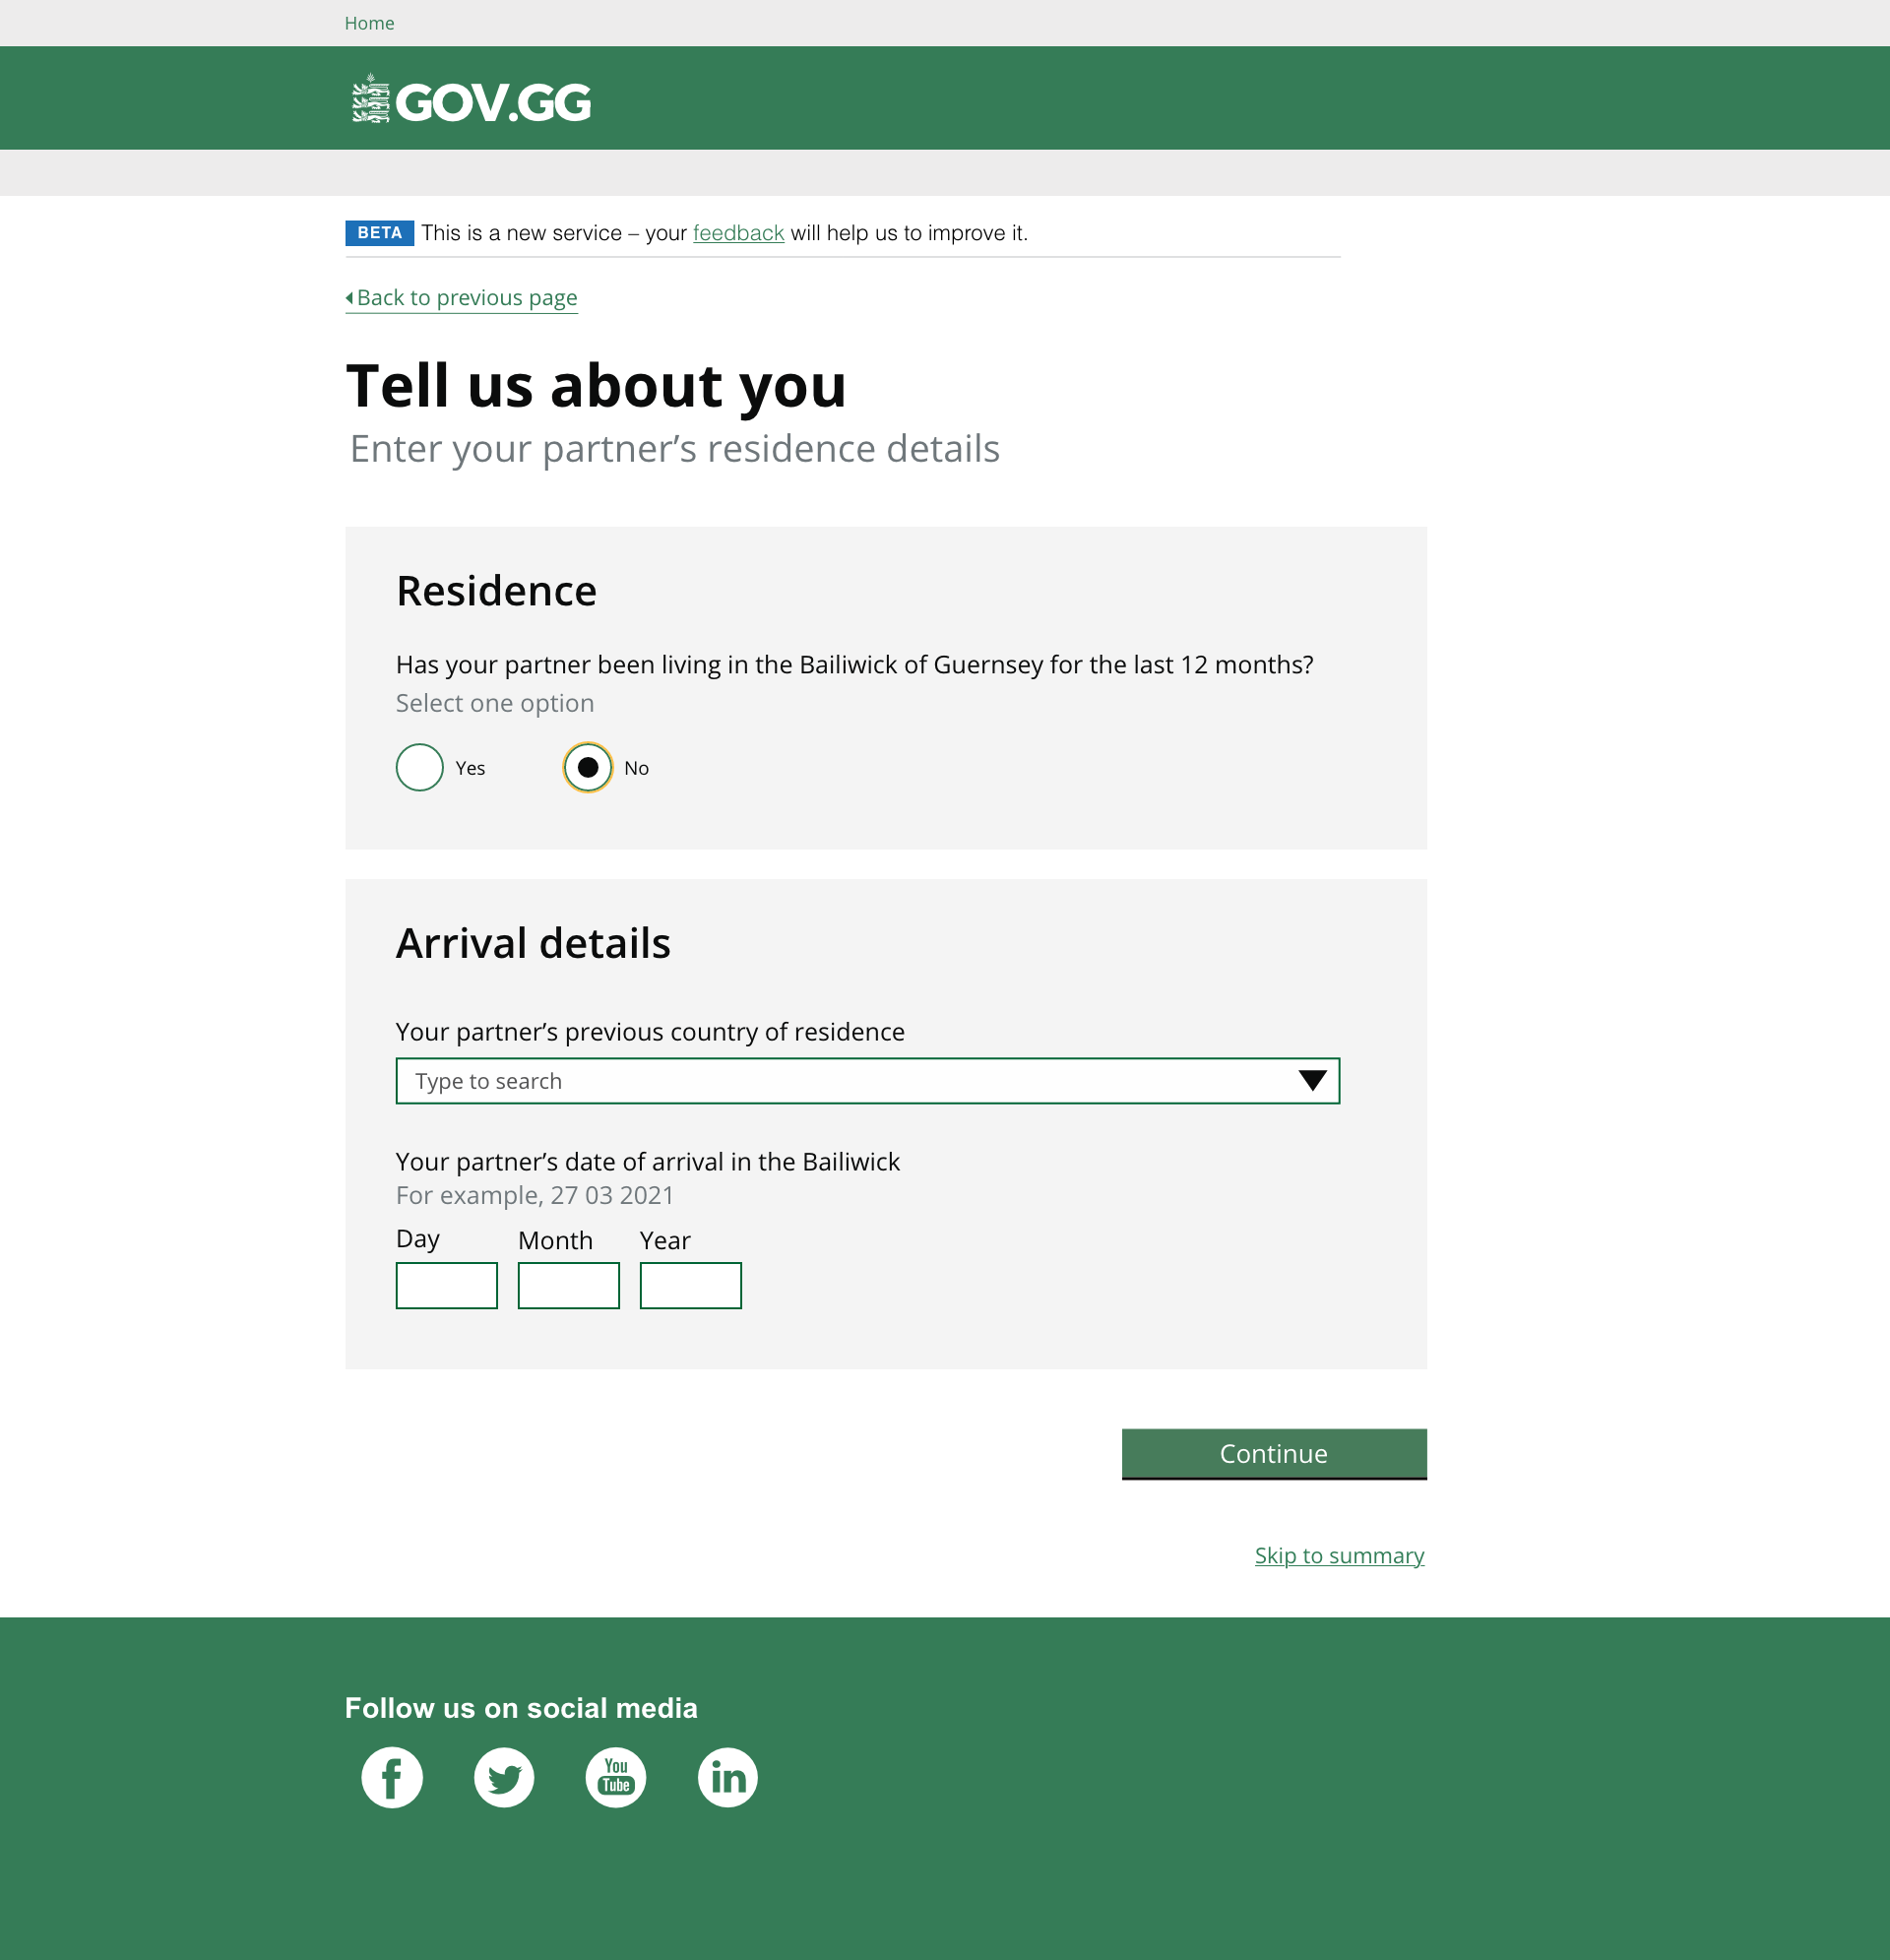 Home
GOV.GG
BETA This is a new service – your feedback will help us to improve it.
Back to previous page
Tell us about you
Enter your partner’s residence details
Residence
Has your partner been living in the Bailiwick of Guernsey for the last 12 months?
Select one option
Yes No
Arrival details
Your partner’s previous country of residence
Type to search
Your partner’s date of arrival in the Bailiwick
For example, 27 03 2021
Day Month Year
Continue
Skip to summary
Follow us on social media
f You Tube in